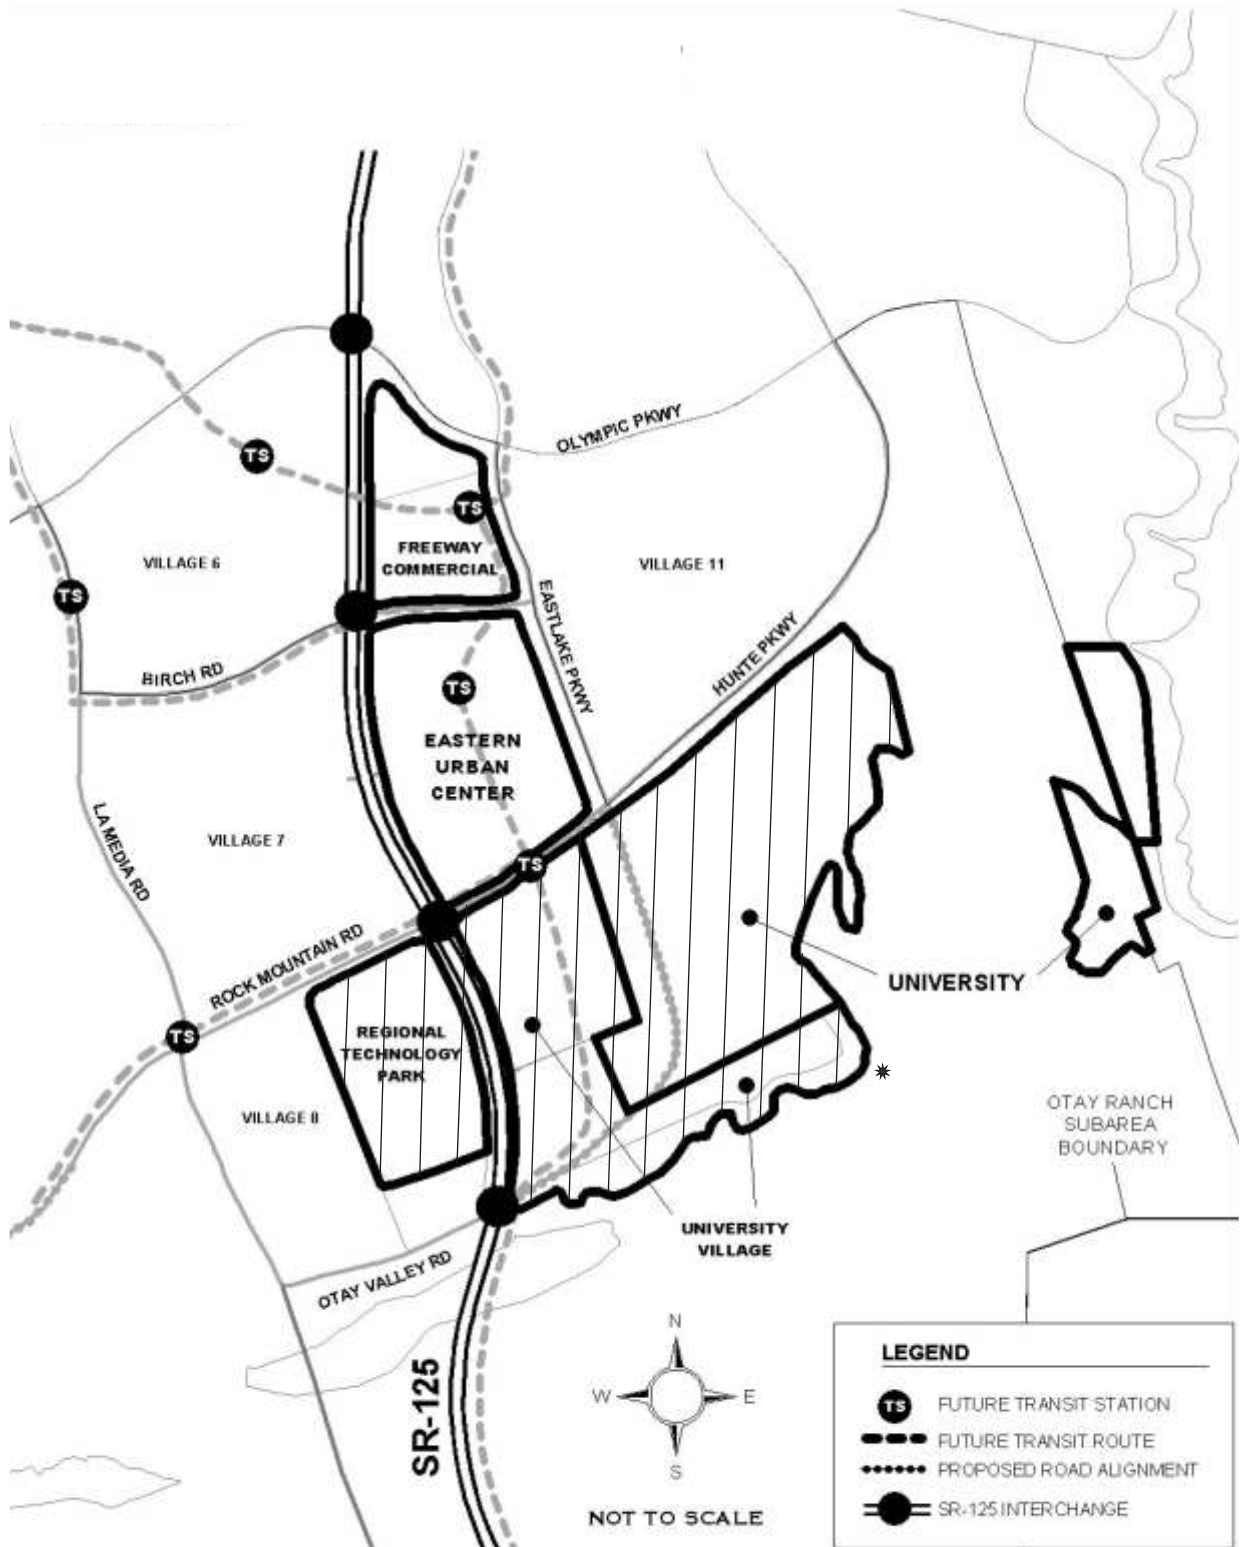 OLYMPIC PKWY
TS
TS
FREEWAY
COMMERCIAL
VILLAGE 6
VILLAGE 11
TS
EASTLAKE PKWY
HUNTE PKWY
BIRCH RD
TS
EASTERN
URBAN
CENTER
LA MEDIA RD
VILLAGE 7
TS
ROCK MOUNTAIN RD
UNIVERSITY
TS
REGIONAL
TECHNOLOGY
PARK
VILLAGE 8
OTAY RANCH
SUBAREA
BOUNDARY
UNIVERSITY
VILLAGE
OTAY VALLEY RD
SR-125
N
W E
S
NOT TO SCALE
LEGEND
TS FUTURE TRANSIT STATION
FUTURE TRANSIT ROUTE
PROPOSED ROAD ALIGNMENT
SR-125 INTERCHANGE